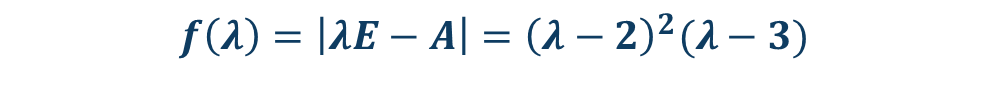 f(λ) = |λE − A| = (λ − 2)²(λ − 3)